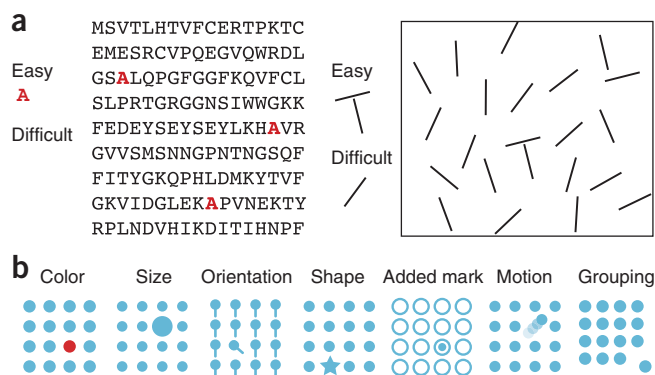 a
MSVTLHTVFCERTPKTC
EMESRCVPQEGVQWRDL
Easy
GSALQPGFGGFKQVFCL
A
SLPRTGRGGNSIWWGKK
Difficult
FEDEYSEYSEYLKHAVR
GVVSMSNNGPNTNGSQF
FITYGKQPHLDMKYTVF
GKVIDGLEKAPVNEKTY
RPLNDVHIKDITIHNPF
Easy
Difficult
b
Color Size Orientation Shape Added mark Motion Grouping